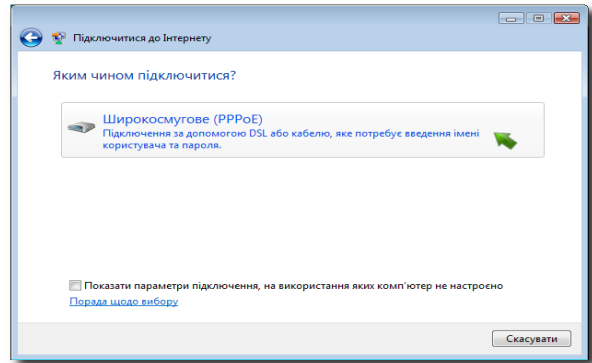 Підключитися до Інтернету
Яким чином підключитися?
Широкосмугове (PPPoE)
Підключення за допомогою DSL або кабелю, яке потребує введення імені
користувача та пароля.
Показати параметри підключення, на використання яких комп'ютер не настроєно
Порада щодо вибору
Скасувати